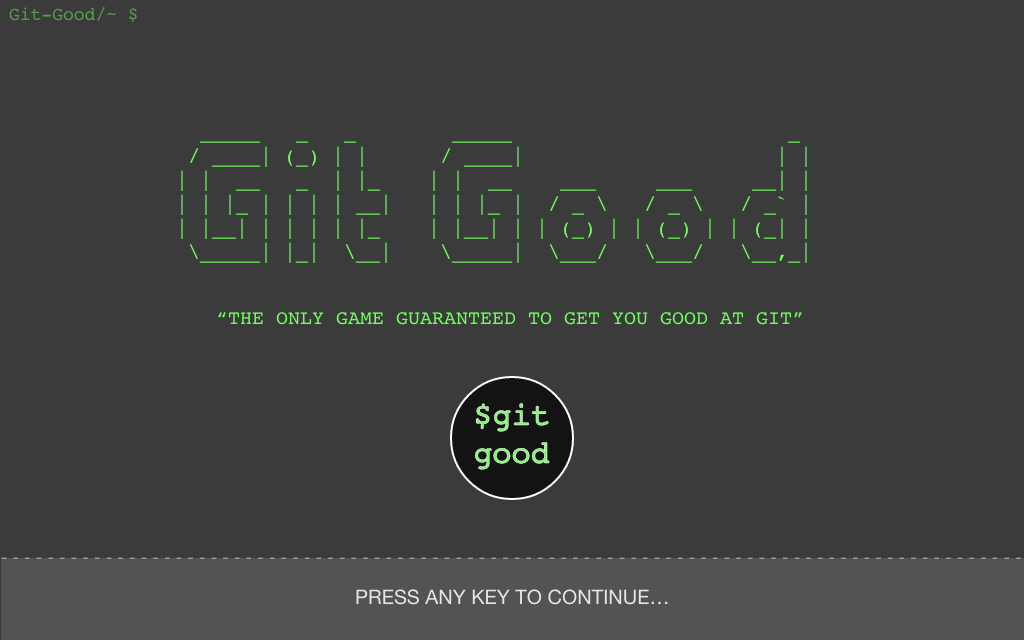 Git-Good/~ $
Git Good
“THE ONLY GAME GUARANTEED TO GET YOU GOOD AT GIT”
$git
good
PRESS ANY KEY TO CONTINUE...